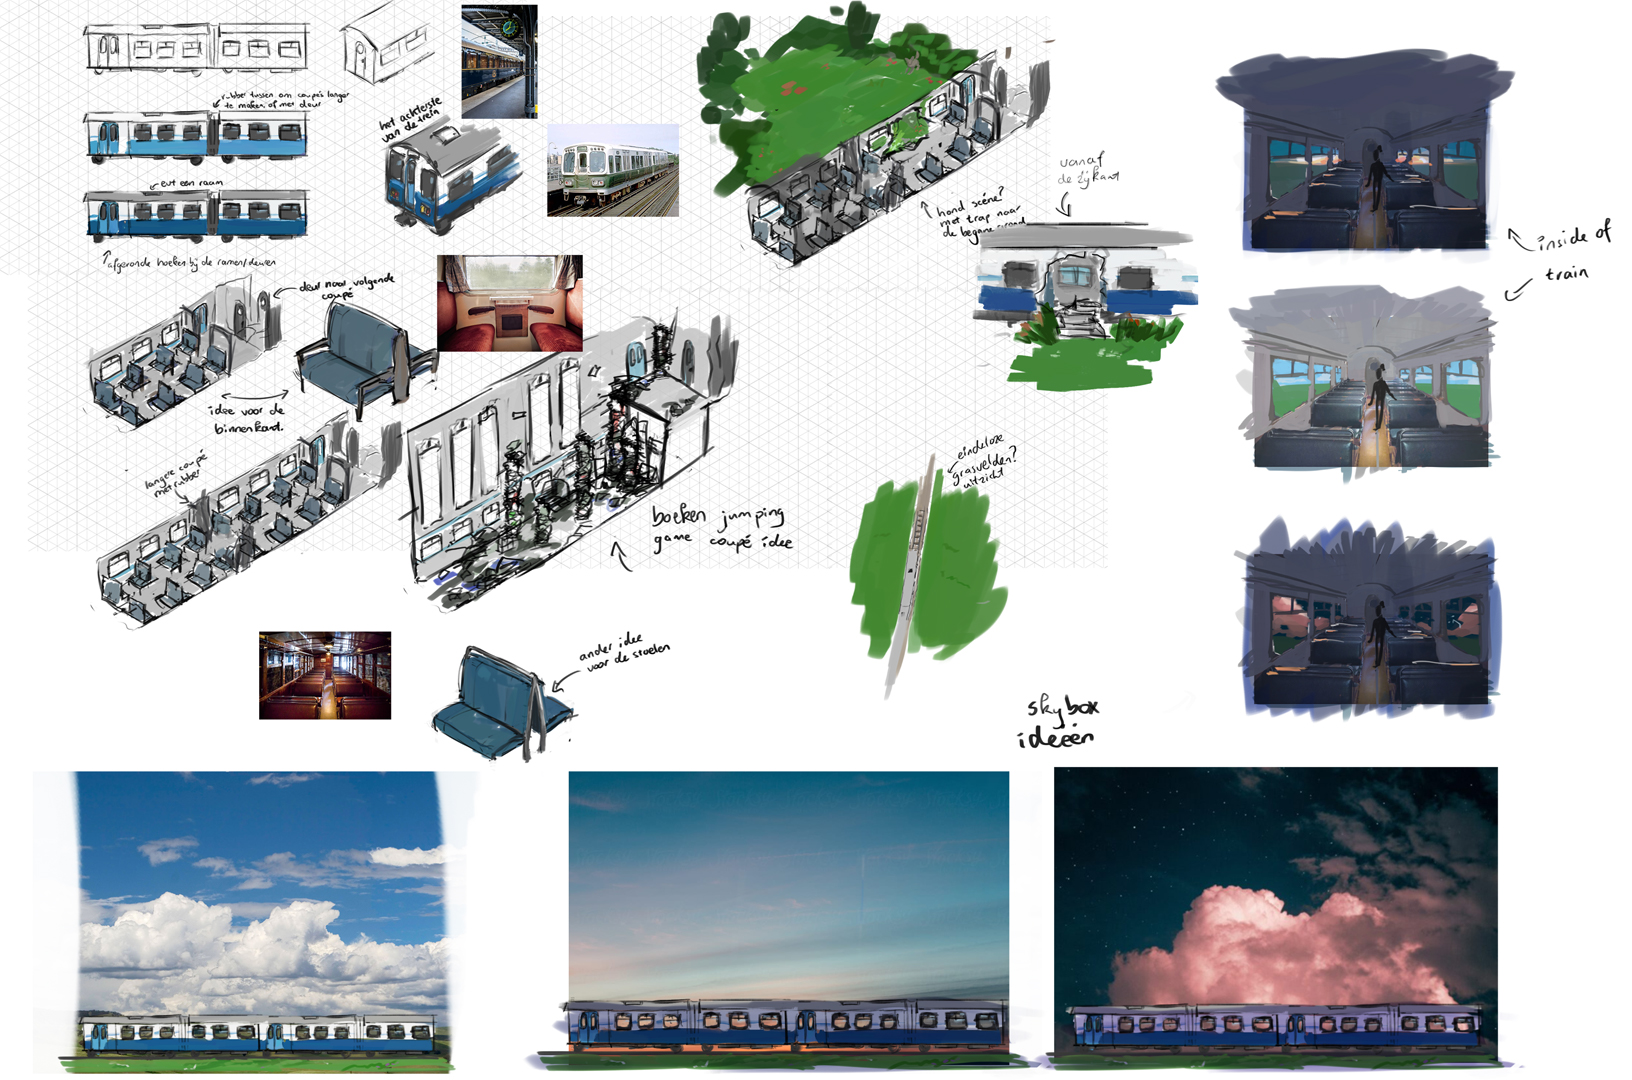 rubber tussen om coupés langer
te maken of met deur
het achterste
van de trein
evt een raam
afgeronde hoeken bij de ramen/deuren
deur naar volgende
coupé
idee voor de
binnenkant.
langere coupé
met rubber
boeken jumping
game coupé idee
ander idee
voor de stoelen
hond scène?
met trap naar
de begane grond
vanaf
de zijkant
eindeloze
grasvelden?
uitzicht
inside of
train
skybox
ideeën